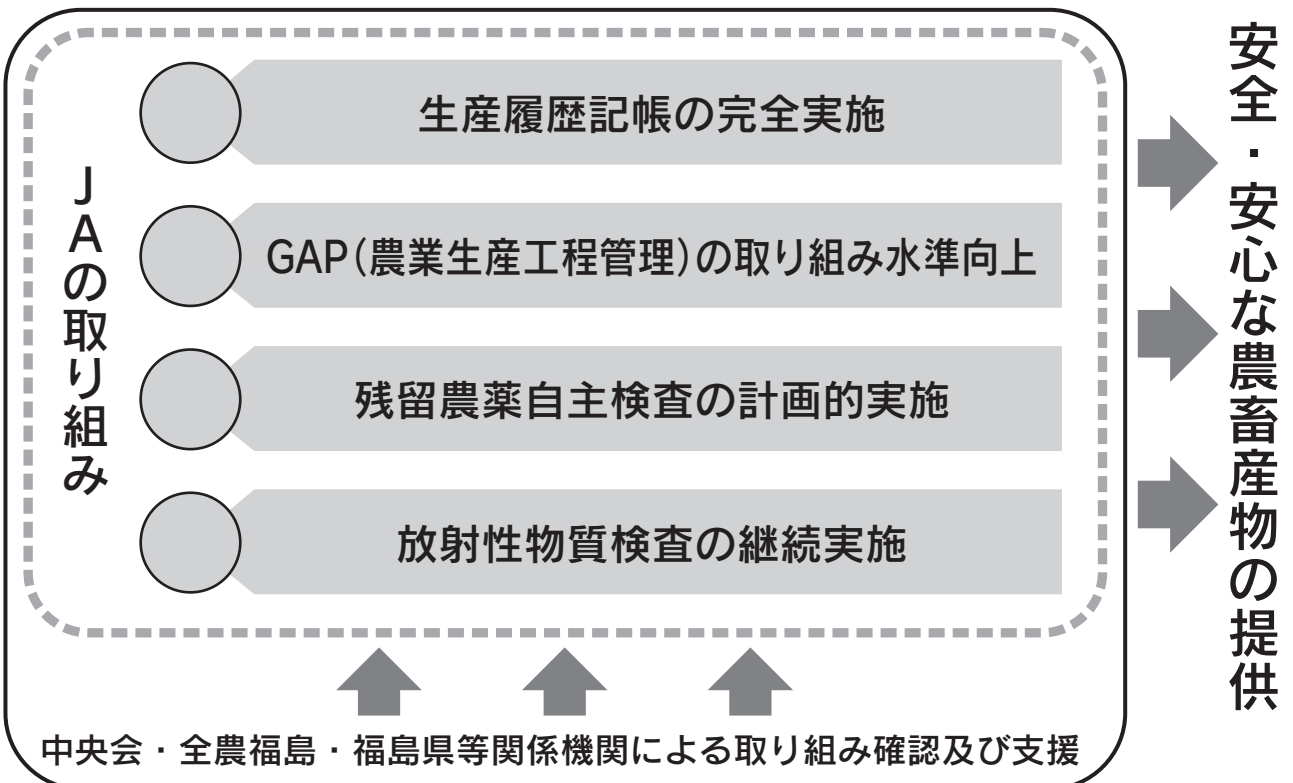 JAの取り組み
生産履歴記帳の完全実施
GAP(農業生産工程管理)の取り組み水準向上
残留農薬自主検査の計画的実施
放射性物質検査の継続実施
中央会・全農福島・福島県等関係機関による取り組み確認及び支援
安全・安心な農畜産物の提供